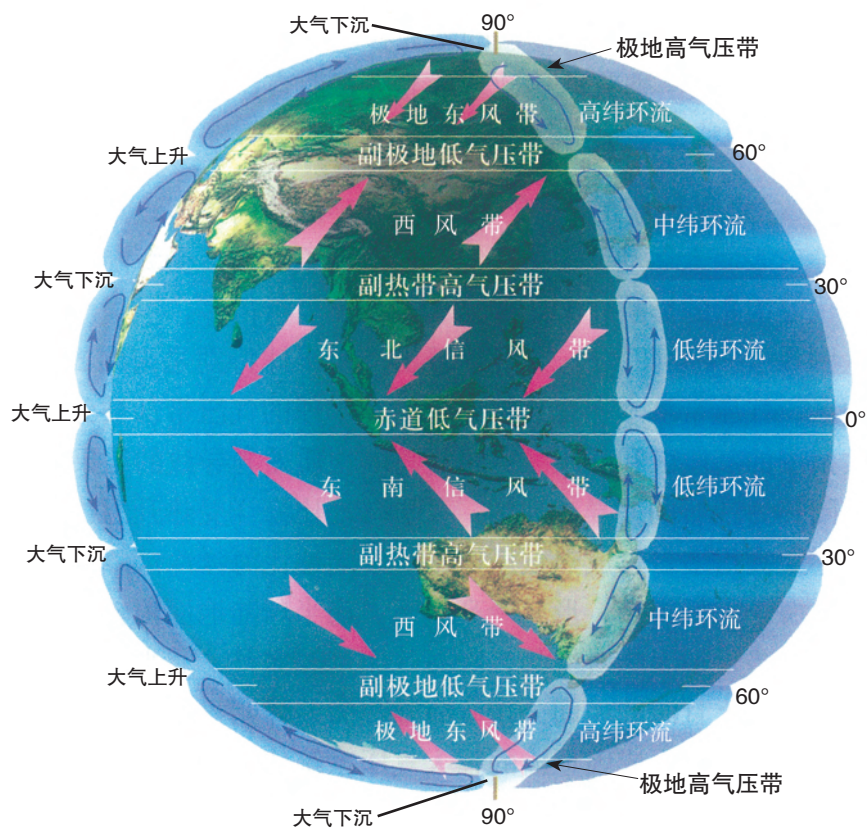 大气下沉
90°
极地高气压带
极地东风带
高纬环流
大气上升
副极地低气压带
60°
西风带
中纬环流
大气下沉
副热带高气压带
30°
东北信风带
低纬环流
大气上升
赤道低气压带
0°
东南信风带
低纬环流
大气下沉
副热带高气压带
30°
西风带
中纬环流
大气上升
副极地低气压带
60°
极地东风带
高纬环流
极地高气压带
大气下沉
90°